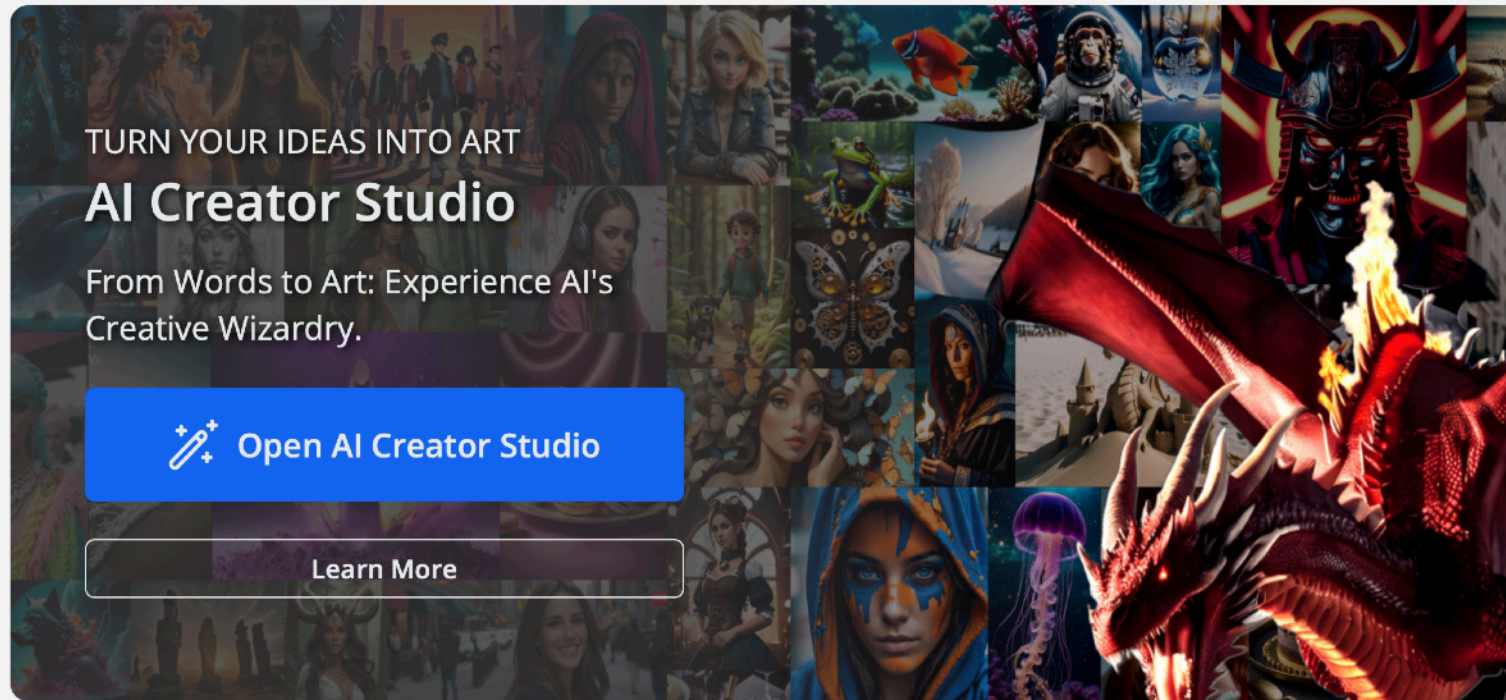 TURN YOUR IDEAS INTO ART
AI Creator Studio
From Words to Art: Experience AI's
Creative Wizardry.
Open AI Creator Studio
Learn More